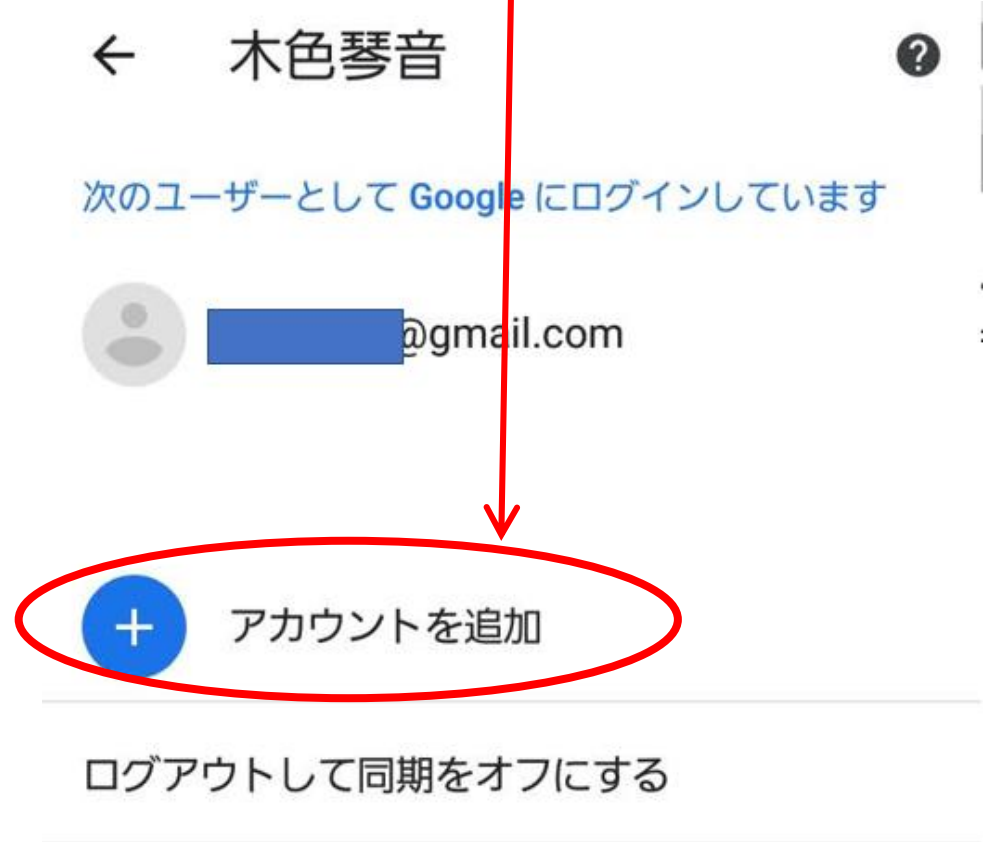 木色琴音
次のユーザーとして Google にログインしています
@gmail.com
アカウントを追加
ログアウトして同期をオフにする